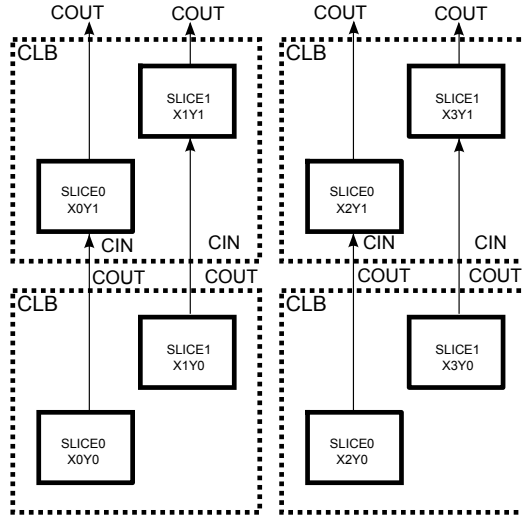 COUT COUT COUT COUT
CLB CLB
SLICE1
X1Y1
SLICE1
X3Y1
SLICE0
X0Y1
SLICE0
X2Y1
CIN CIN CIN CIN
COUT COUT COUT COUT
CLB CLB
SLICE1
X1Y0
SLICE1
X3Y0
SLICE0
X0Y0
SLICE0
X2Y0